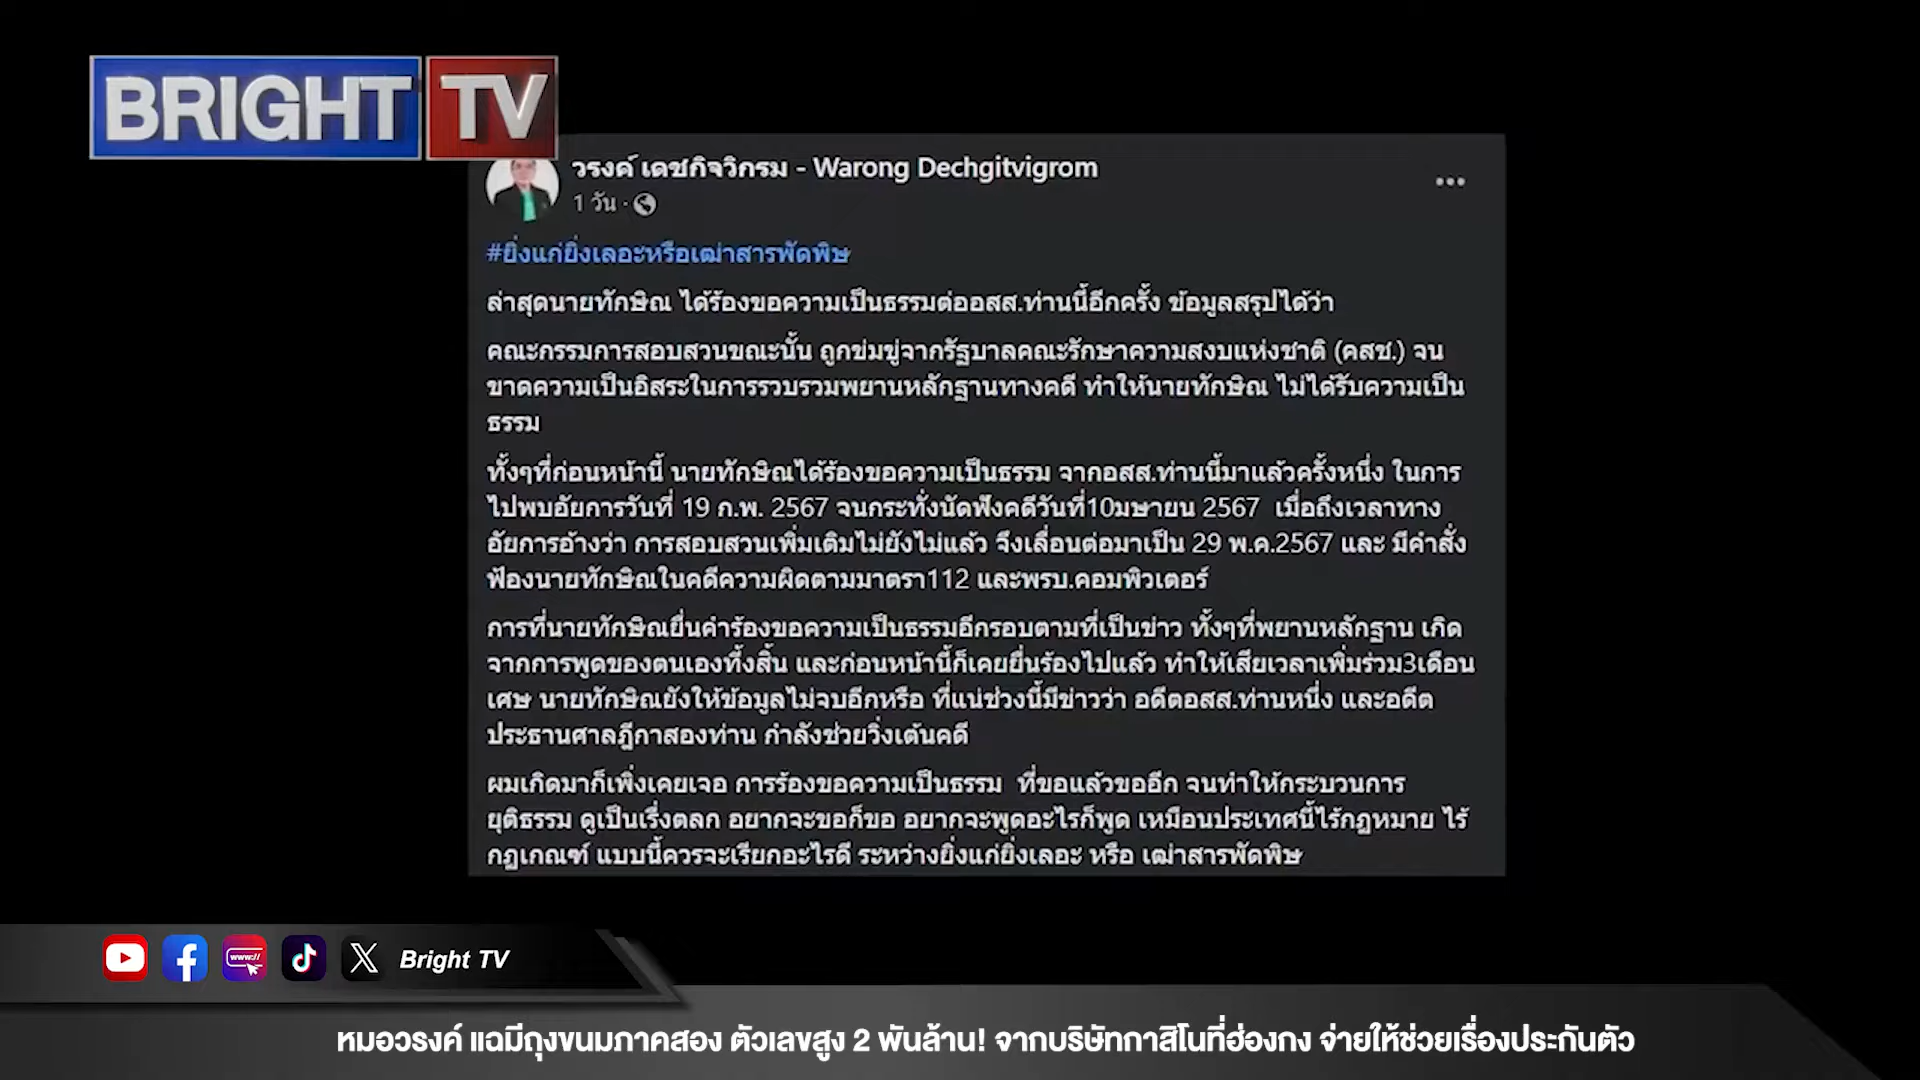 BRIGHT TV
วรงค์ เดชกิจวิกรม - Warong Dechgitvigrom
1 วัน ·
#ยิ่งแก่ยิ่งเลอะหรือเฒ่าสารพัดพิษ
ล่าสุดนายทักษิณ ได้ร้องขอความเป็นธรรมต่ออสส.ท่านนี้อีกครั้ง ข้อมูลสรุปได้ว่า
คณะกรรมการสอบสวนขณะนั้น ถูกข่มขู่จากรัฐบาลคณะรักษาความสงบแห่งชาติ (คสช.) จน
ขาดความเป็นอิสระในการรวบรวมพยานหลักฐานทางคดี ทำให้นายทักษิณ ไม่ได้รับความเป็น
ธรรม
ทั้งๆที่ก่อนหน้านี้ นายทักษิณได้ร้องขอความเป็นธรรม จากอสส.ท่านนี้มาแล้วครั้งหนึ่ง ในการ
ไปพบอัยการวันที่ 19 ก.พ. 2567 จนกระทั่งนัดฟังคดีวันที่10เมษายน 2567 เมื่อถึงเวลาทาง
อัยการอ้างว่า การสอบสวนเพิ่มเติมไม่ยังไม่แล้ว จึงเลื่อนต่อมาเป็น 29 พ.ค.2567 และ มีคำสั่ง
ฟ้องนายทักษิณในคดีความผิดตามมาตรา112 และพรบ.คอมพิวเตอร์
การที่นายทักษิณยื่นคำร้องขอความเป็นธรรมอีกรอบตามที่เป็นข่าว ทั้งๆที่พยานหลักฐาน เกิด
จากการพูดของตนเองทั้งสิ้น และก่อนหน้านี้ก็เคยยื่นร้องไปแล้ว ทำให้เสียเวลาเพิ่มร่วม3เดือน
เศษ นายทักษิณยังให้ข้อมูลไม่จบอีกหรือ ที่แน่ช่วงนี้มีข่าวว่า อดีตอสส.ท่านหนึ่ง และอดีต
ประธานศาลฎีกาสองท่าน กำลังช่วยวิ่งเต้นคดี
ผมเกิดมาก็เพิ่งเคยเจอ การร้องขอความเป็นธรรม ที่ขอแล้วขออีก จนทำให้กระบวนการ
ยุติธรรม ดูเป็นเรื่งตลก อยากจะขอก็ขอ อยากจะพูดอะไรก็พูด เหมือนประเทศนี้ไร้กฎหมาย ไร้
กฎเกณฑ์ แบบนี้ควรจะเรียกอะไรดี ระหว่างยิ่งแก่ยิ่งเลอะ หรือ เฒ่าสารพัดพิษ
www://
Bright TV
หมอวรงค์ แฉมีถุงขนมภาคสอง ตัวเลขสูง 2 พันล้าน! จากบริษัทกาสิโนที่ฮ่องกง จ่ายให้ช่วยเรื่องประกันตัว